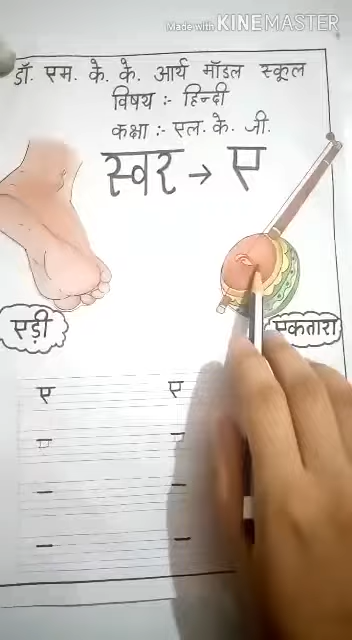 Made with KINEMASTER
डॉ. एम. के. के. आर्य मॉडल स्कूल
विषय :- हिन्दी
कक्षा :- एल. के. जी.
स्वर → ए
एड़ी
एकतारा
ए ए